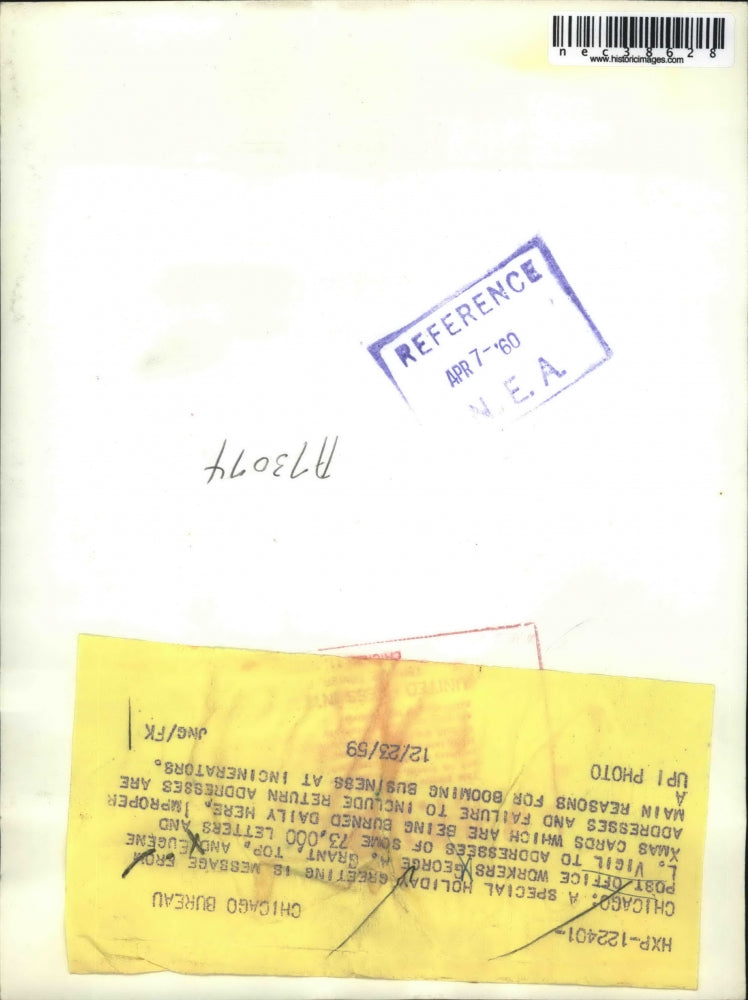 nec38628
www.historicimages.com
REFERENCE
APR 7-'60
N.E.A.
A73074
UNITED
HXP-122401- CHICAGO BUREAU
CHICAGO: A SPECIAL HOLIDAY GREETING IS MESSAGE FROM
POST OFFICE WORKERS GEORGE H. GRANT, TOP, AND EUGENE
L. VIGIL TO ADDRESSEES OF SOME 73,000 LETTERS AND
XMAS CARDS WHICH ARE BEING BURNED DAILY HERE. IMPROPER
ADDRESSES AND FAILURE TO INCLUDE RETURN ADDRESSES ARE
MAIN REASONS FOR BOOMING BUSINESS AT INCINERATORS.
A
UPI PHOTO 12/23/59 JNG/FK